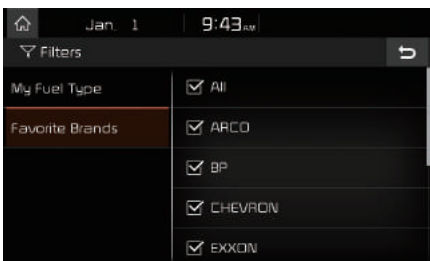 Jan. 1 9:43 AM
Filters
My Fuel Type
Favorite Brands
All
ARCO
BP
CHEVRON
EXXON